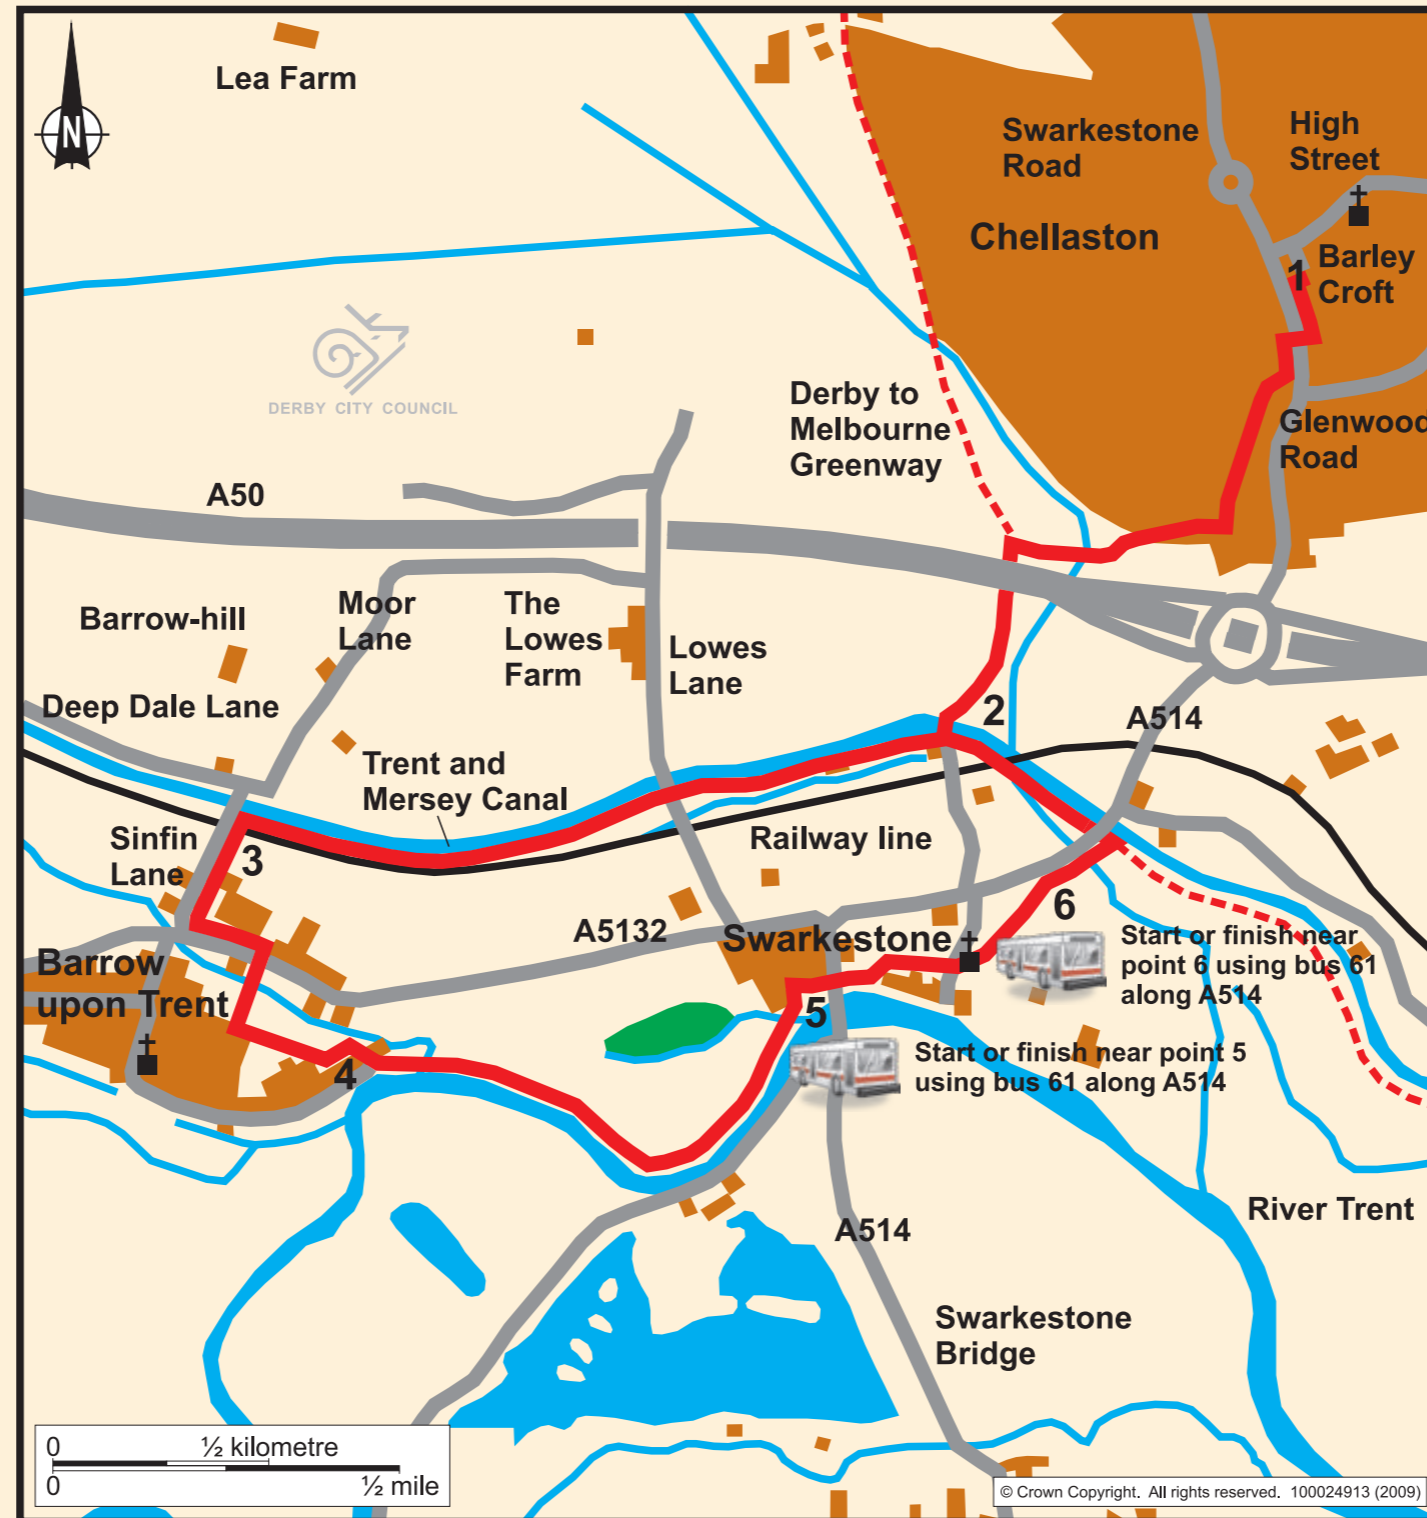 N
Lea Farm
Swarkestone
Road
High
Street
Chellaston
1
Barley
Croft
DERBY CITY COUNCIL
Derby to
Melbourne
Greenway
Glenwood
Road
A50
Barrow-hill
Moor
Lane
The
Lowes
Farm
Lowes
Lane
Deep Dale Lane
2
A514
Trent and
Mersey Canal
Sinfin
Lane
3
Railway line
6
A5132
Swarkestone
Start or finish near
point 6 using bus 61
along A514
Barrow
upon Trent
5
4
Start or finish near point 5
using bus 61 along A514
River Trent
A514
Swarkestone
Bridge
0
½ kilometre
0
½ mile
© Crown Copyright. All rights reserved. 100024913 (2009)